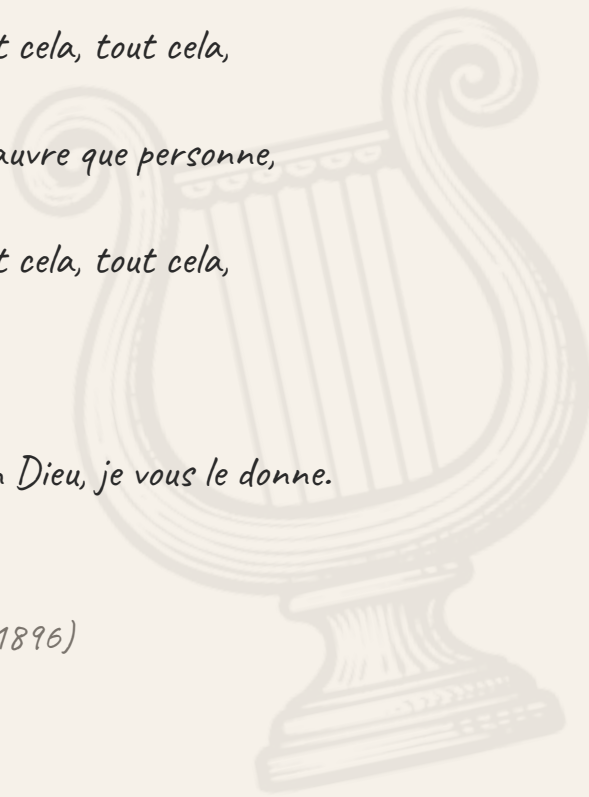 t cela, tout cela,
auvre que personne,
t cela, tout cela,
n Dieu, je vous le donne.
1896)